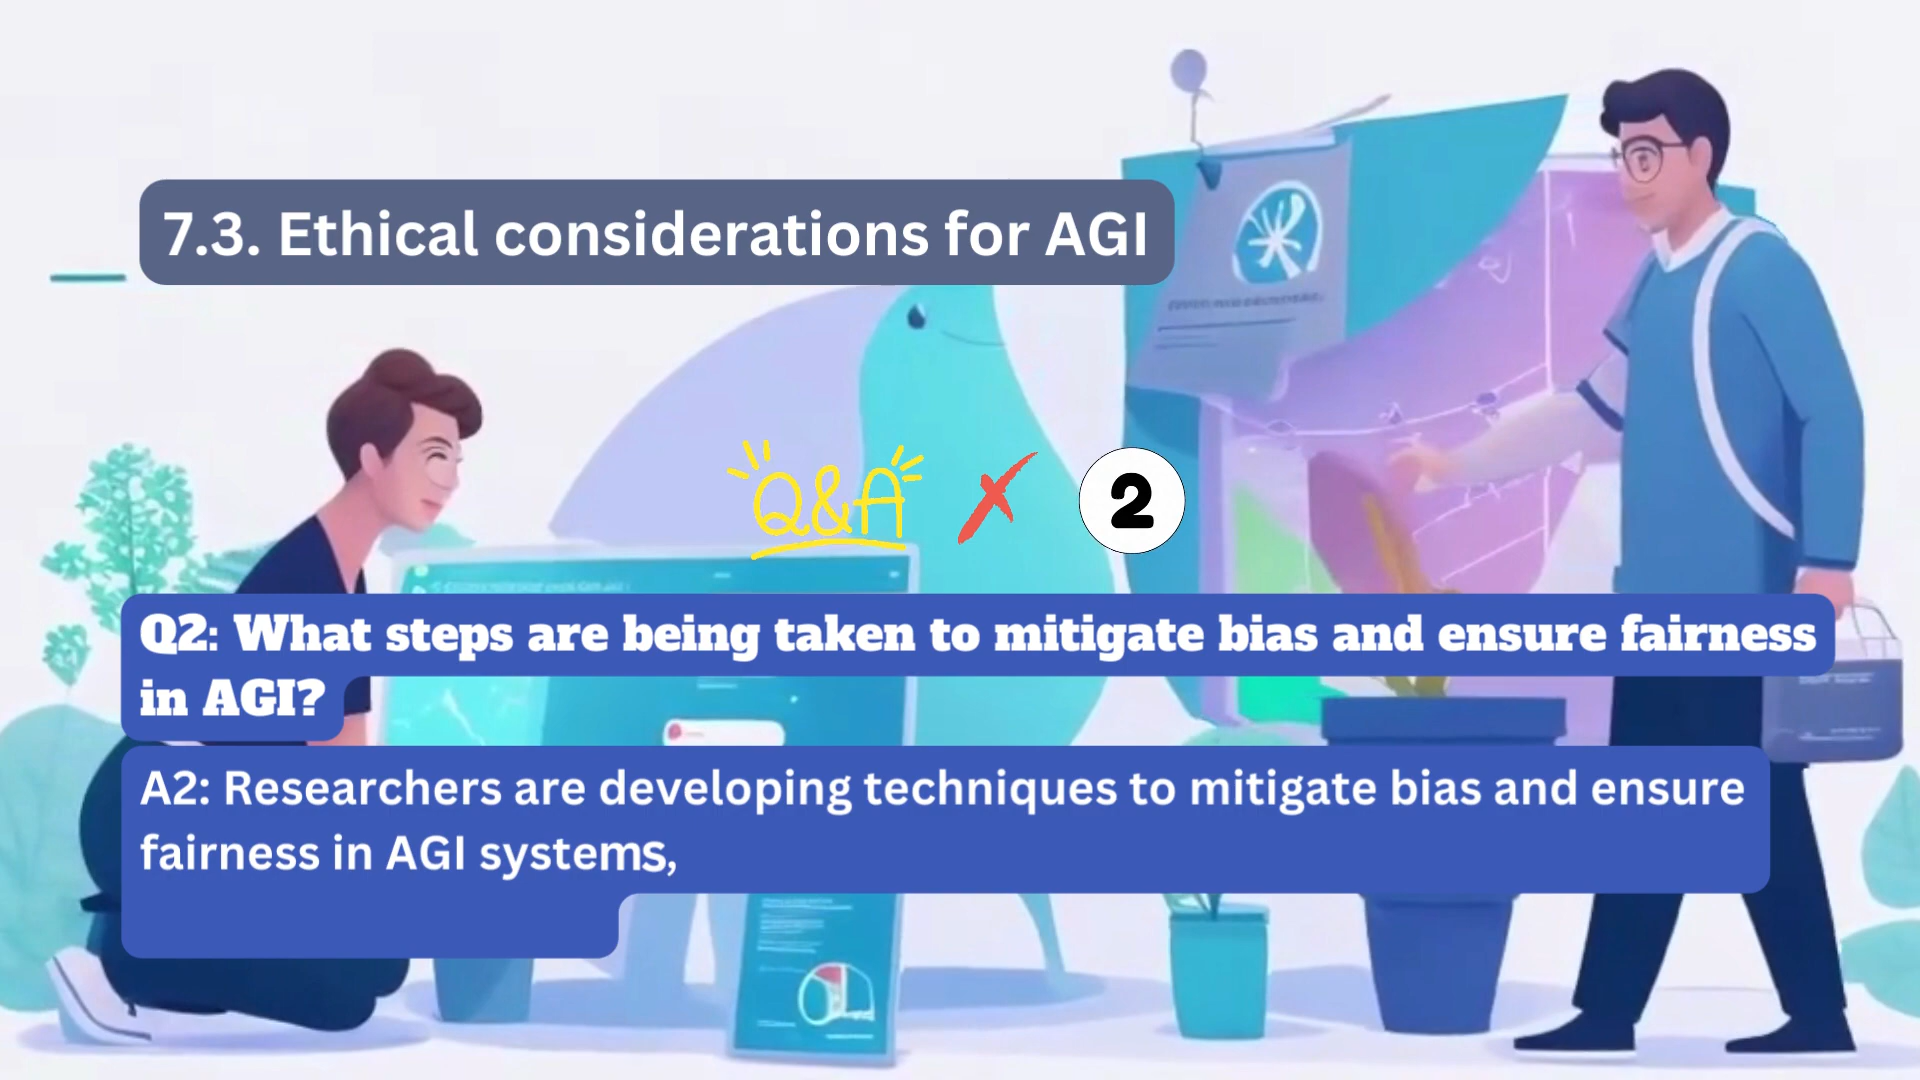 7.3. Ethical considerations for AGI
Q&A
2
Q2: What steps are being taken to mitigate bias and ensure fairness
in AGI?
A2: Researchers are developing techniques to mitigate bias and ensure
fairness in AGI systems,